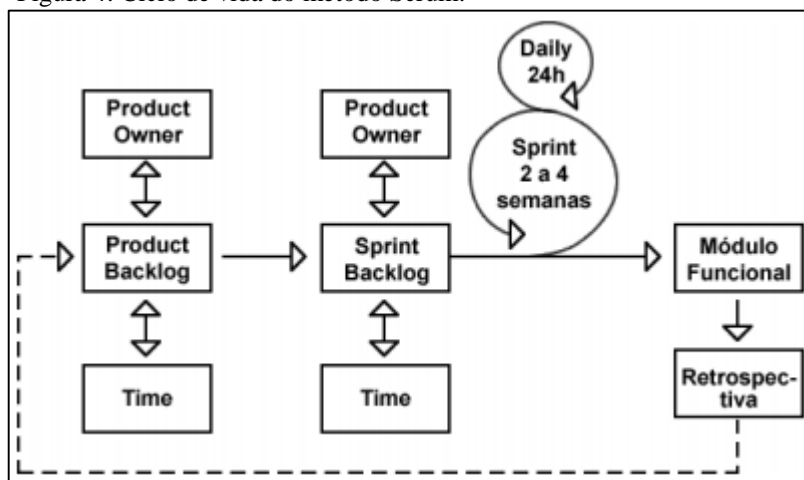 Figura 4: Ciclo de vida do método Scrum.
Product
Owner
Product
Owner
Daily
24h
Sprint
2 a 4
semanas
Product
Backlog
Sprint
Backlog
Módulo
Funcional
Time
Time
Retrospec-
tiva